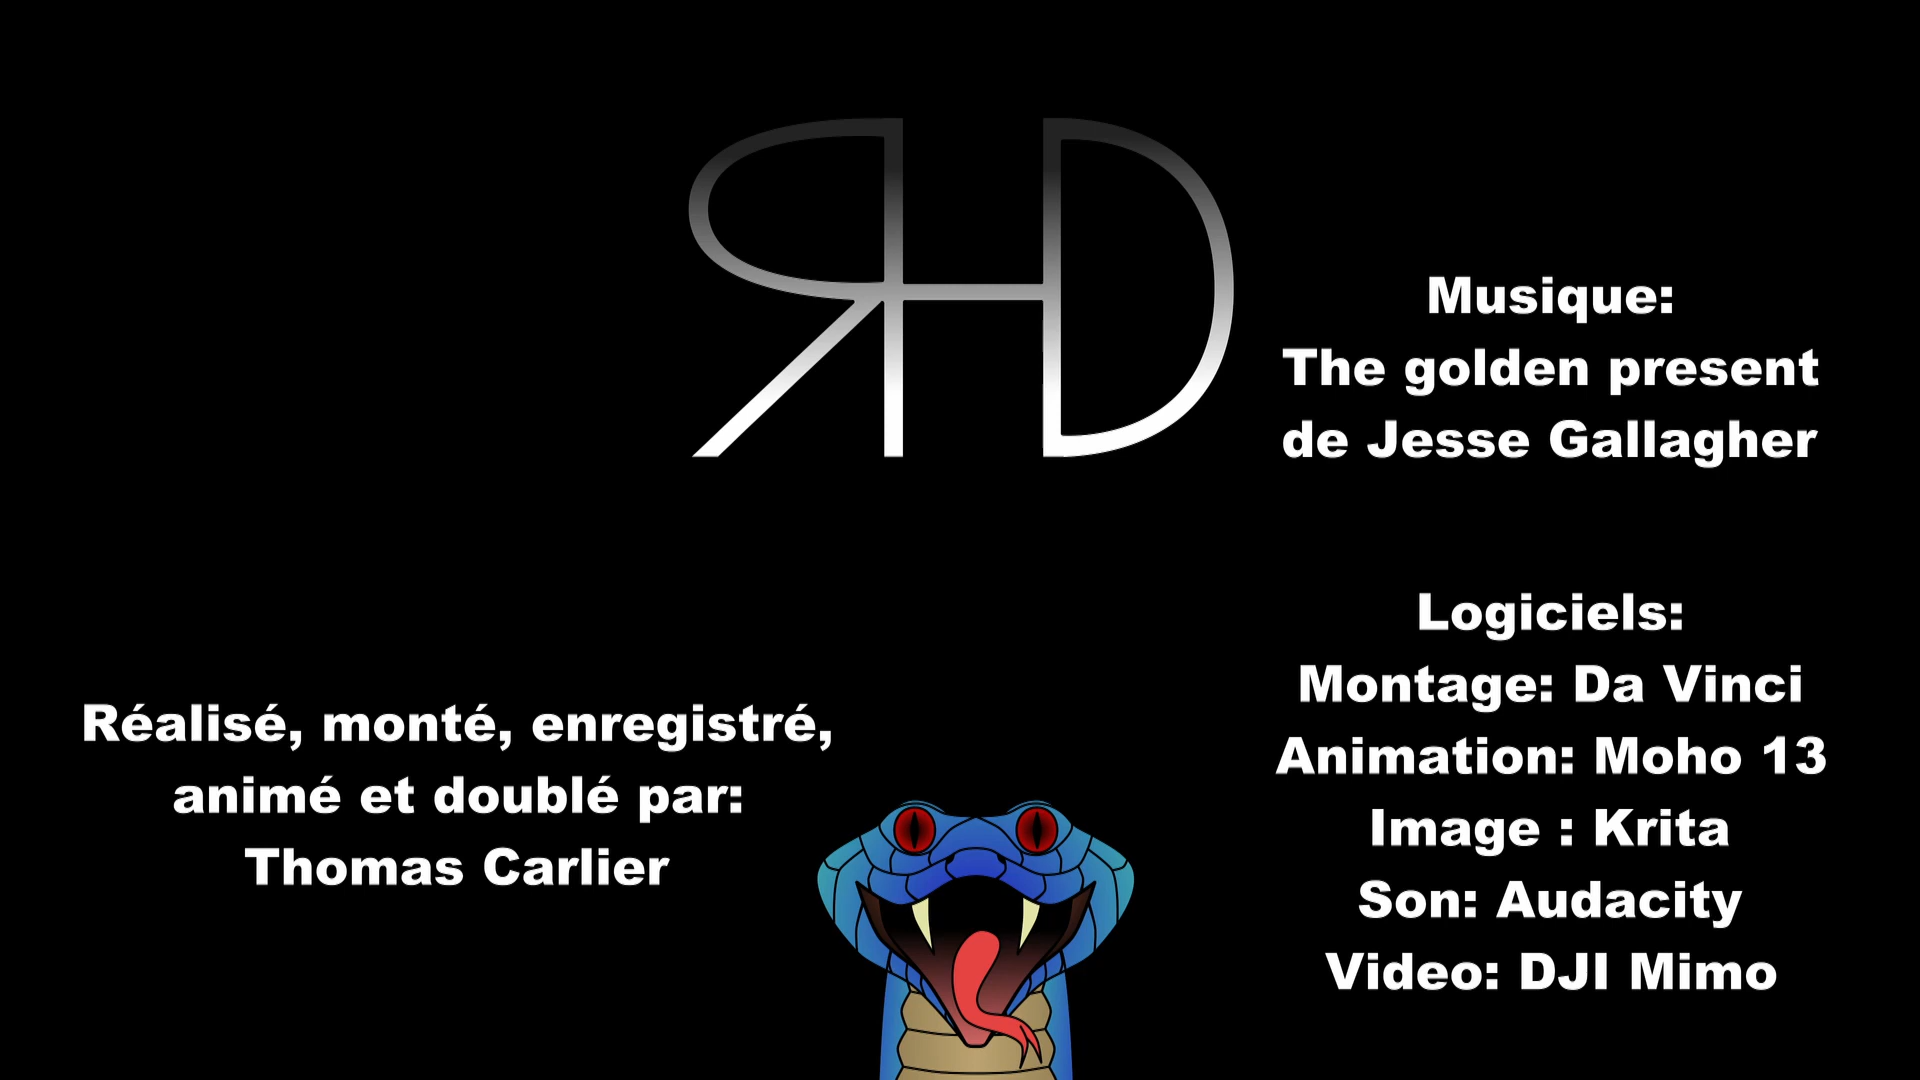 RHD
Musique:
The golden present
de Jesse Gallagher
Réalisé, monté, enregistré,
animé et doublé par:
Thomas Carlier
Logiciels:
Montage: Da Vinci
Animation: Moho 13
Image : Krita
Son: Audacity
Video: DJI Mimo